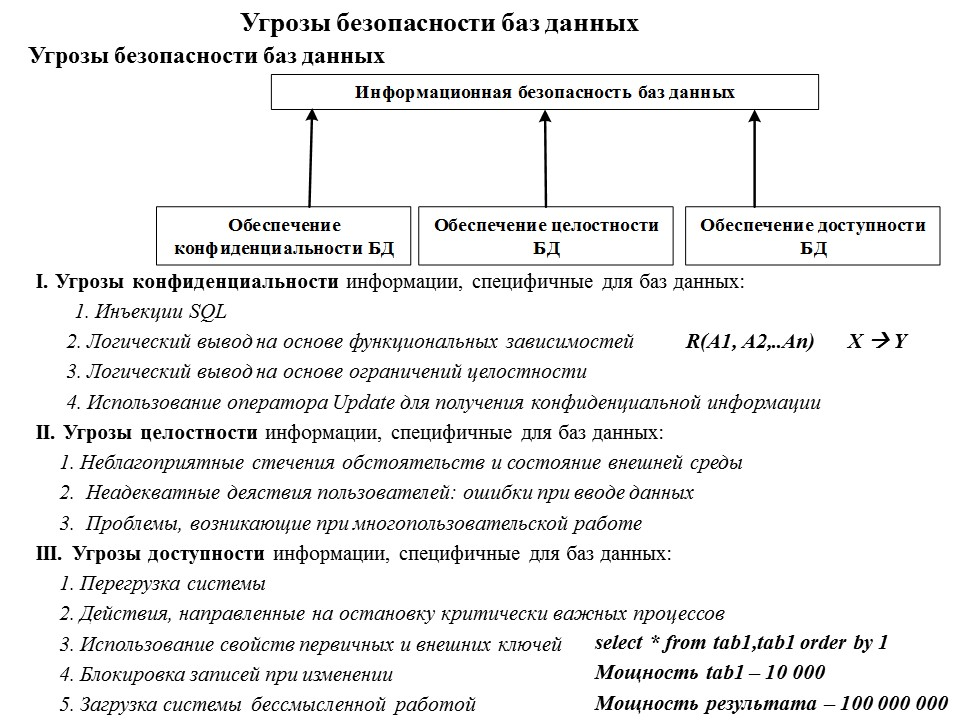 Угрозы безопасности баз данных
Угрозы безопасности баз данных
Информационная безопасность баз данных
Обеспечение
конфиденциальности БД
Обеспечение целостности
БД
Обеспечение доступности
БД
I. Угрозы конфиденциальности информации, специфичные для баз данных:
1. Инъекции SQL
2. Логический вывод на основе функциональных зависимостей R(A1, A2,..An) X → Y
3. Логический вывод на основе ограничений целостности
4. Использование оператора Update для получения конфиденциальной информации
II. Угрозы целостности информации, специфичные для баз данных:
1. Неблагоприятные стечения обстоятельств и состояние внешней среды
2. Неадекватные деяствия пользователей: ошибки при вводе данных
3. Проблемы, возникающие при многопользовательской работе
III. Угрозы доступности информации, специфичные для баз данных:
1. Перегрузка системы
2. Действия, направленные на остановку критически важных процессов
3. Использование свойств первичных и внешних ключей select * from tab1,tab1 order by 1
4. Блокировка записей при изменении Мощность tab1 – 10 000
5. Загрузка системы бессмысленной работой Мощность результата – 100 000 000